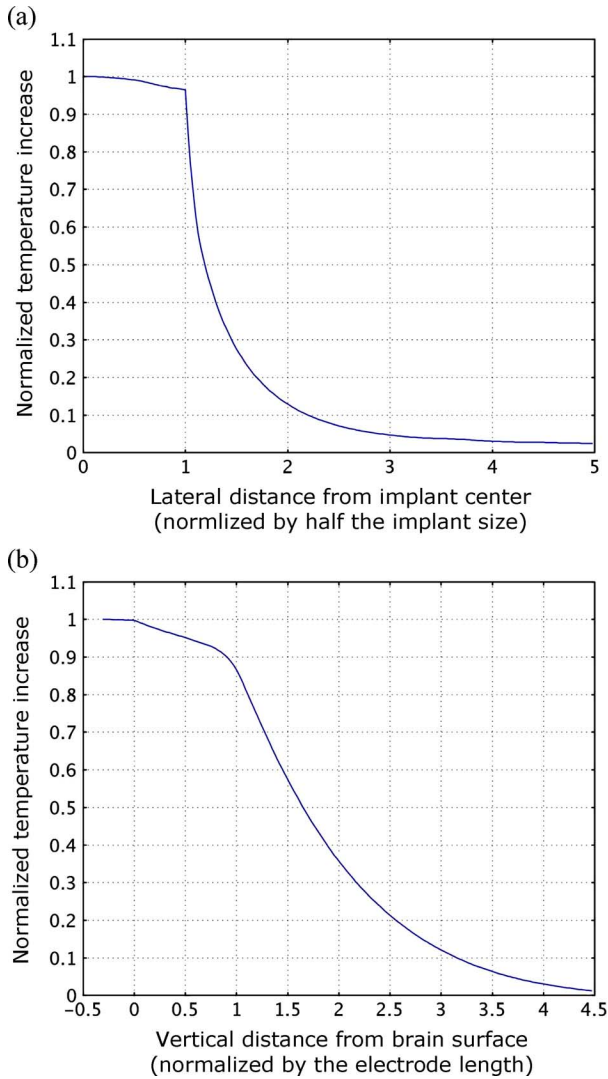 (a)
1.1
1
0.9
0.8
0.7
0.6
0.5
0.4
0.3
0.2
0.1
0
Normalized temperature increase
0 1 2 3 4 5
Lateral distance from implant center
(normlized by half the implant size)
(b)
1.1
1
0.9
0.8
0.7
0.6
0.5
0.4
0.3
0.2
0.1
0
Normalized temperature increase
−0.5 0 0.5 1 1.5 2 2.5 3 3.5 4 4.5
Vertical distance from brain surface
(normalized by the electrode length)